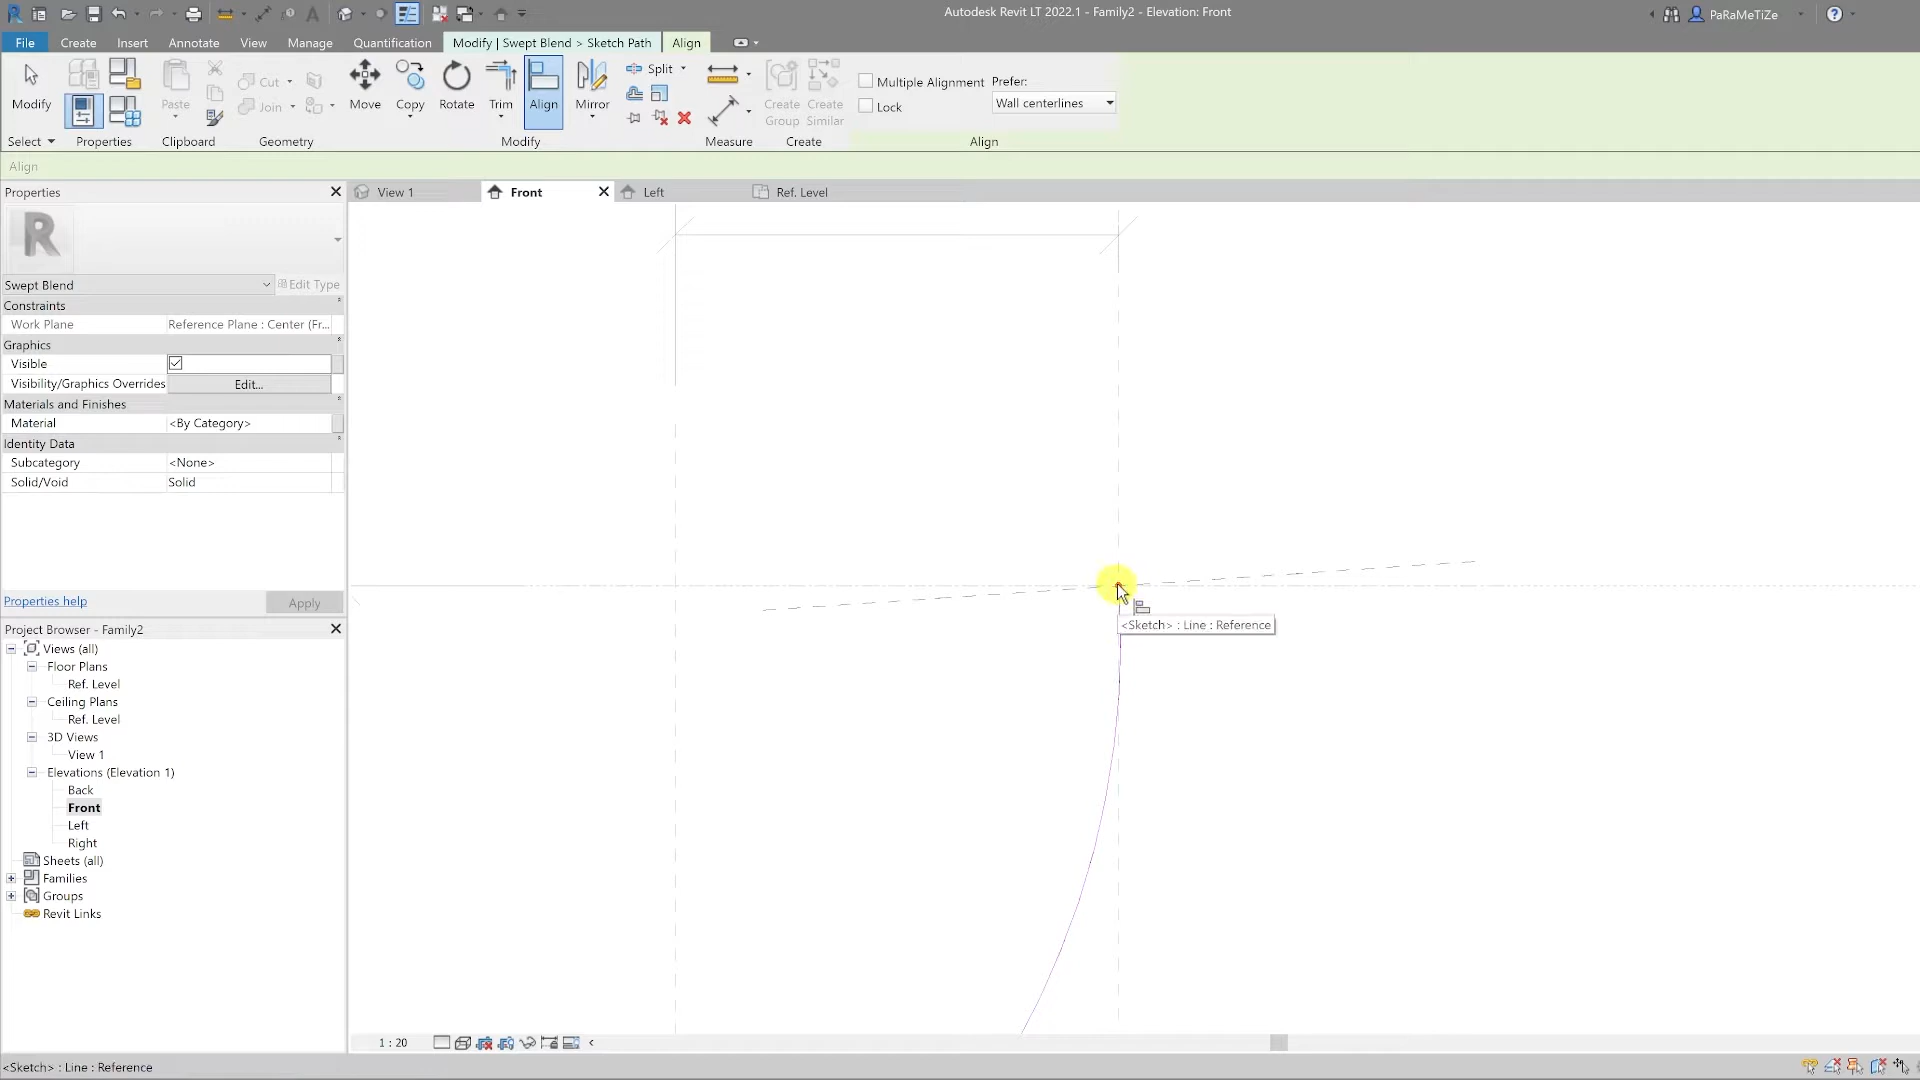 Autodesk Revit LT 2022.1 - Family2 - Elevation: Front
PaRaMeTiZe
File Create Insert Annotate View Manage Quantification Modify | Swept Blend > Sketch Path Align
Modify
Paste
Cut
Join
Move Copy Rotate Trim Align Mirror
Split
Create Group
Create Similar
Multiple Alignment
Lock
Prefer:
Wall centerlines
Select Properties Clipboard Geometry Modify Measure Create Align
Align
Properties
View 1 Front Left Ref. Level
R
Swept Blend Edit Type
Constraints
Work Plane Reference Plane : Center (Fr...
Graphics
Visible
Visibility/Graphics Overrides Edit...
Materials and Finishes
Material <By Category>
Identity Data
Subcategory <None>
Solid/Void Solid
Properties help Apply
<Sketch> : Line : Reference
Project Browser - Family2
Views (all)
Floor Plans
Ref. Level
Ceiling Plans
Ref. Level
3D Views
View 1
Elevations (Elevation 1)
Back
Front
Left
Right
Sheets (all)
Families
Groups
Revit Links
1 : 20
<Sketch> : Line : Reference